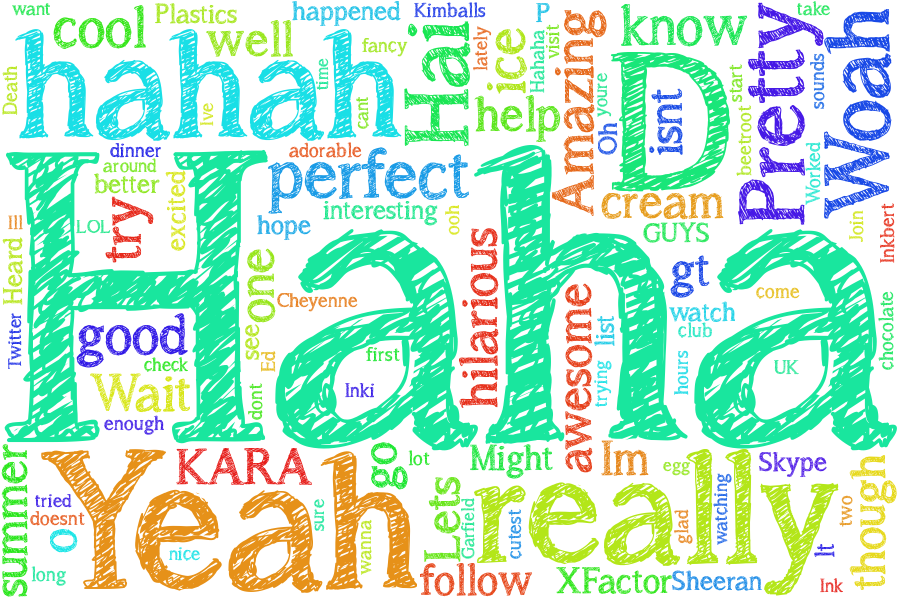 want
cool
Plastics
well
happened
Kimballs
P
know
take
hahah
fancy
time
Ive
cant
Death
Hai
lately
ice
Hahaha
visit
help
Amazing
youre
Oh
D
isnt
start
beetroot
Pretty
sounds
Worked
Woah
dinner
around
better
adorable
perfect
interesting
hope
excited
ooh
cream
GUYS
Join
Inkbert
Ill
LOL
try
Heard
Haha
one
see
Cheyenne
hilarious
gt
watch
club
come
Twitter
good
check
Wait
enough
Ed
dont
first
Inki
awesome
list
trying
hours
UK
chocolate
summer
KARA
go
lot
Might
Im
egg
Skype
though
tried
doesnt
O
long
Yeah
nice
sure
wanna
Lets
Garfield
really
cutest
glad
watching
two
It
follow
XFactor
Sheeran
Ink